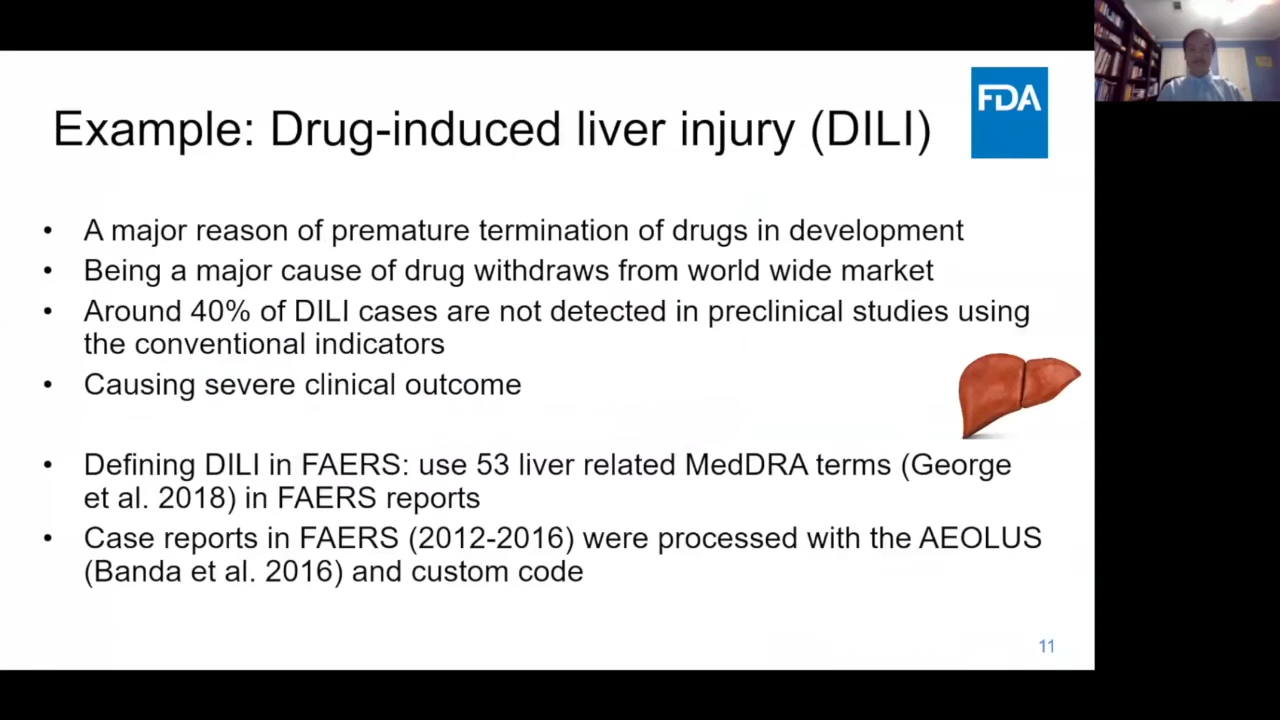 FDA
Example: Drug-induced liver injury (DILI)
• A major reason of premature termination of drugs in development
• Being a major cause of drug withdraws from world wide market
• Around 40% of DILI cases are not detected in preclinical studies using
the conventional indicators
• Causing severe clinical outcome
• Defining DILI in FAERS: use 53 liver related MedDRA terms (George
et al. 2018) in FAERS reports
• Case reports in FAERS (2012-2016) were processed with the AEOLUS
(Banda et al. 2016) and custom code
11